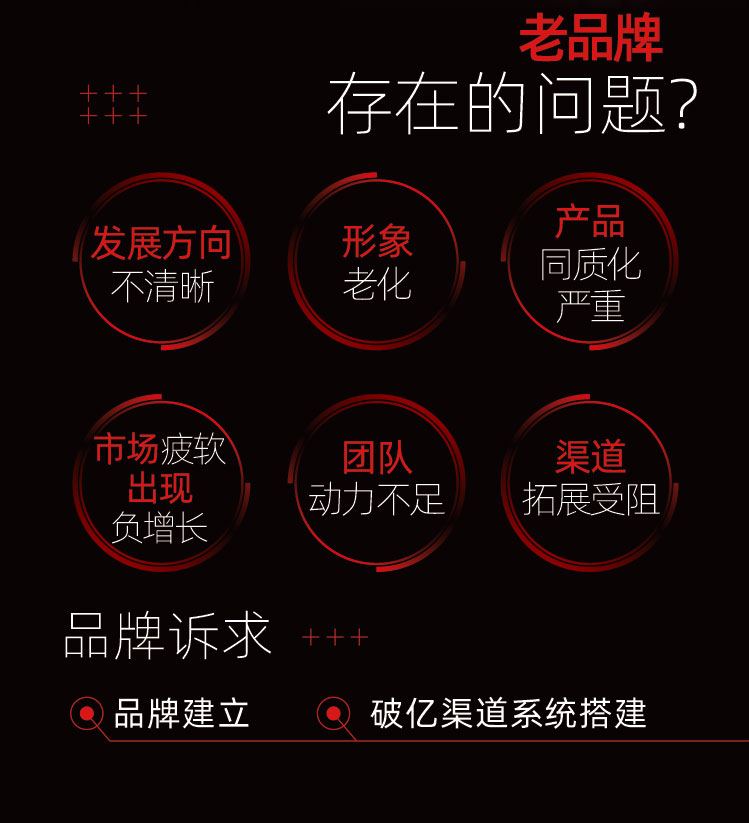 老品牌
存在的问题?
发展方向
不清晰
形象
老化
产品
同质化
严重
市场疲软
出现
负增长
团队
动力不足
渠道
拓展受阻
品牌诉求
品牌建立
破亿渠道系统搭建